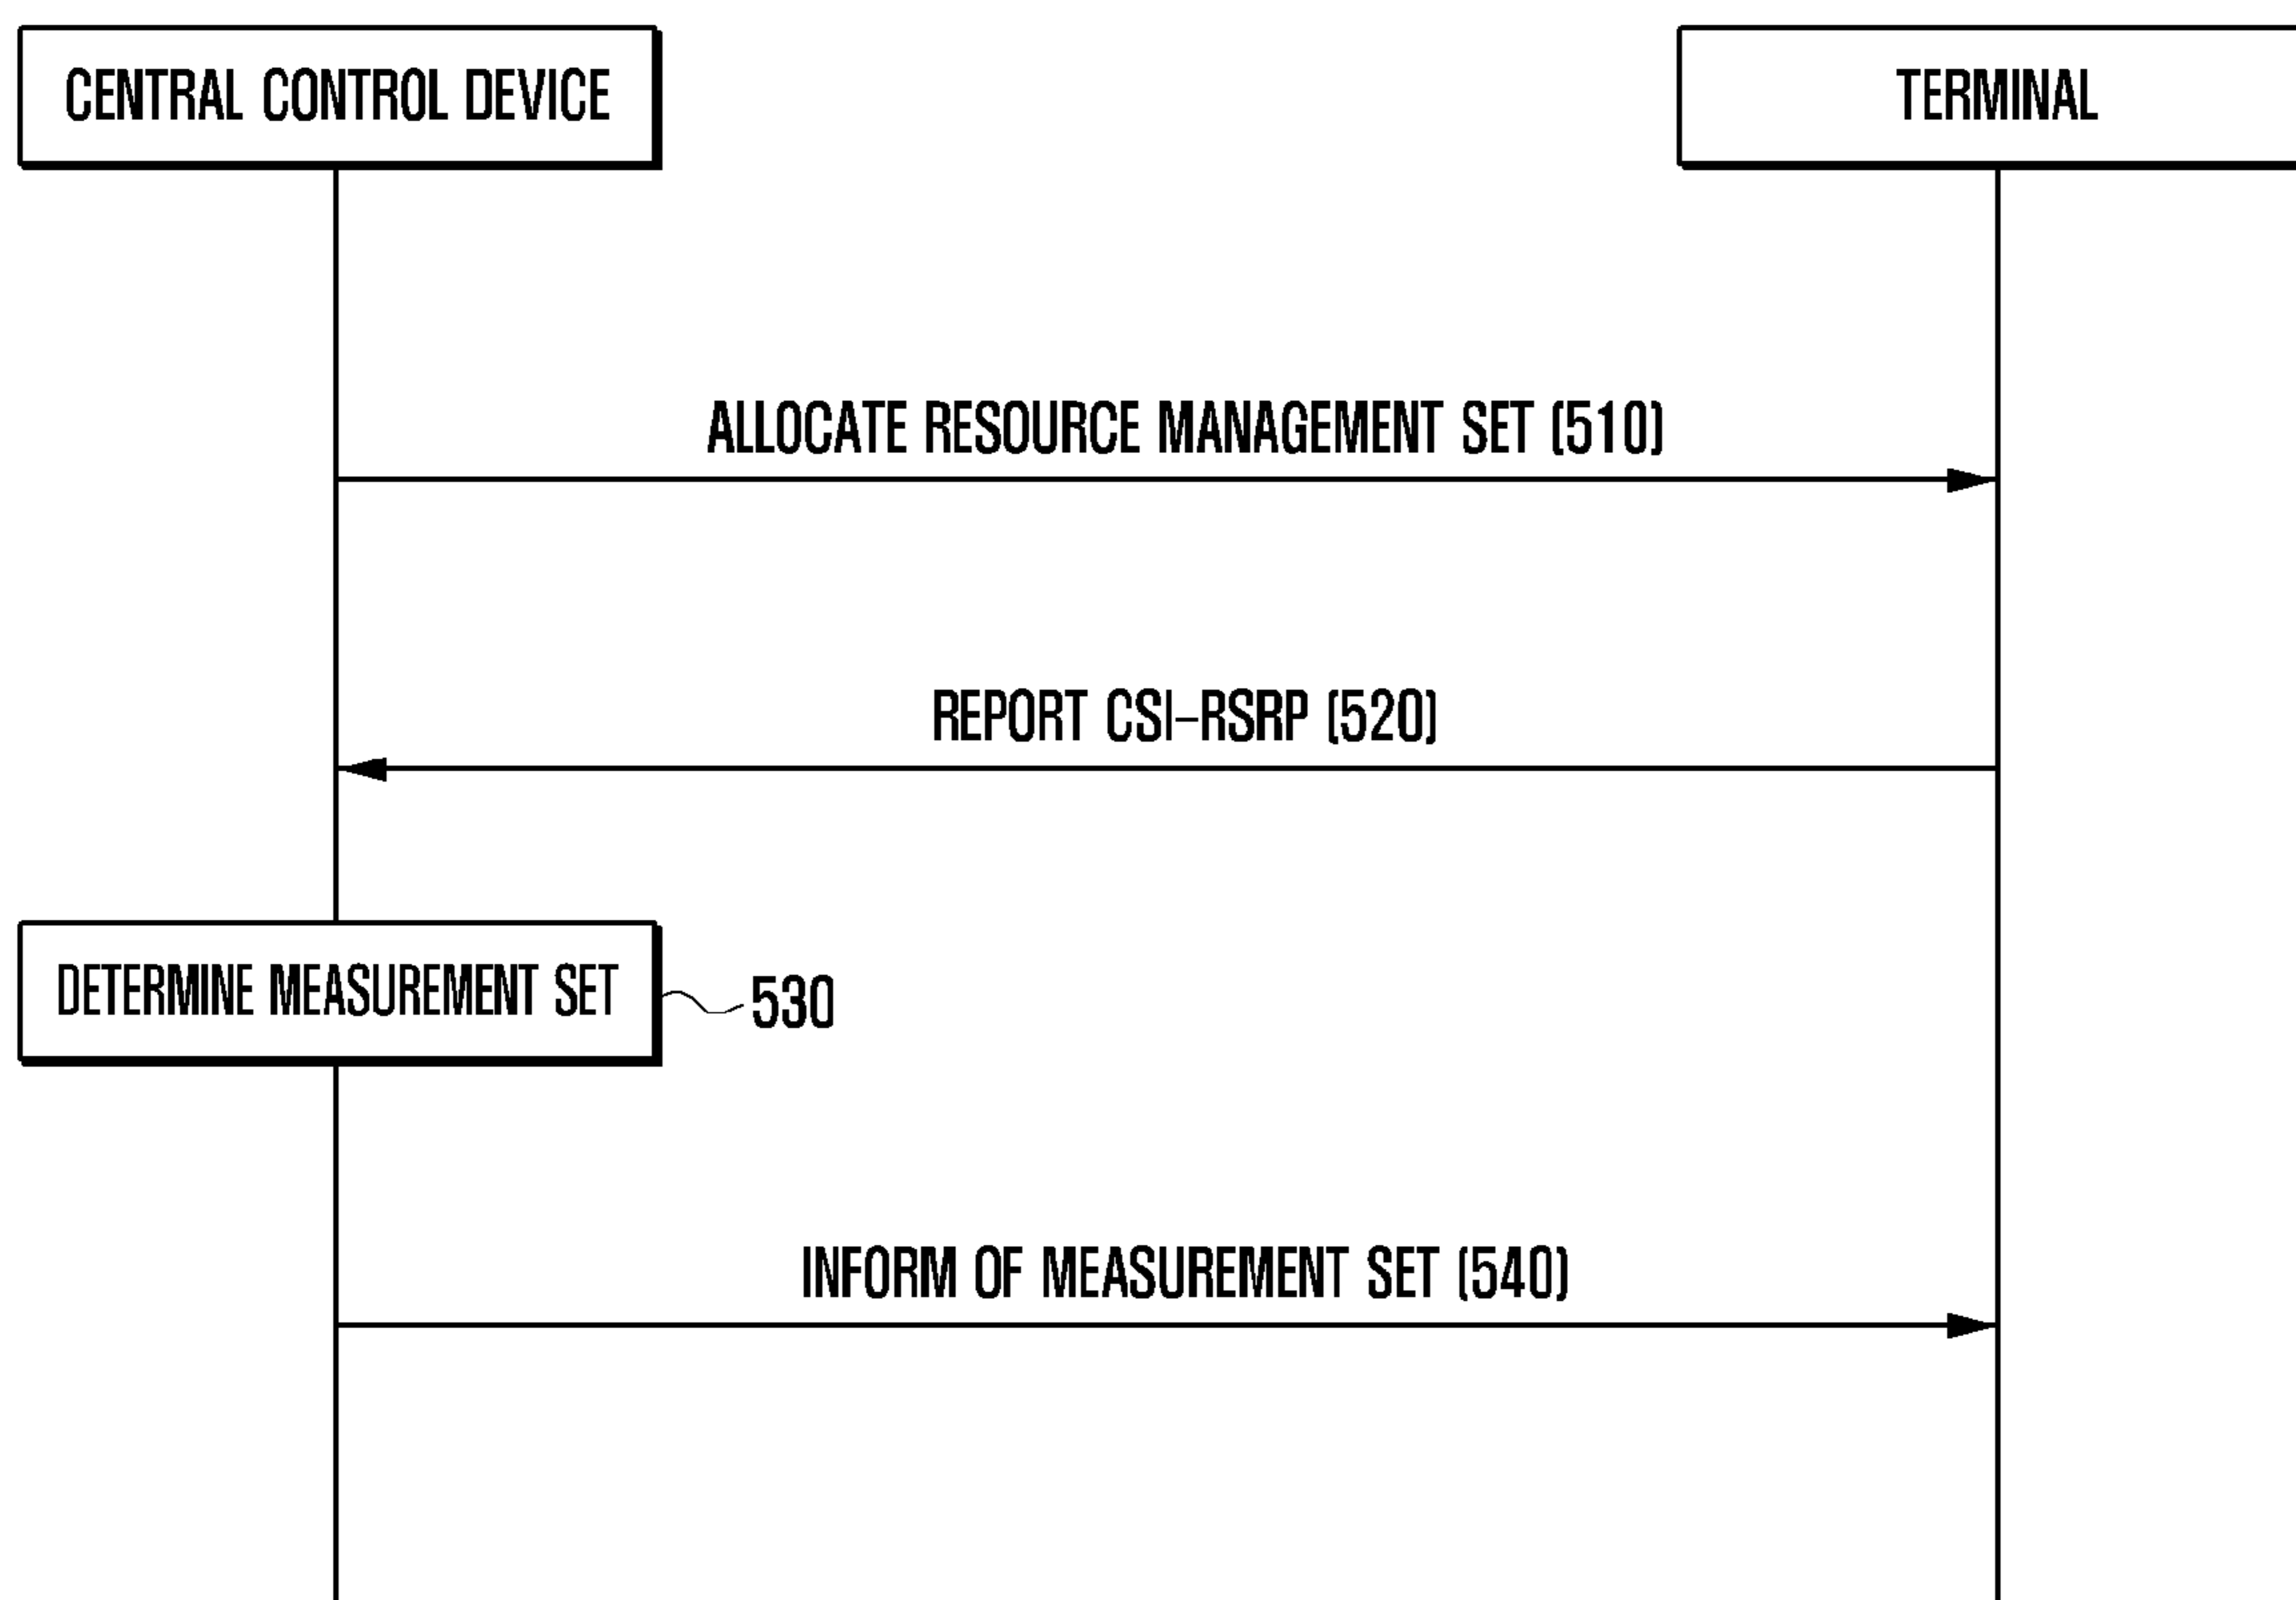 CENTRAL CONTROL DEVICE
TERMINAL
ALLOCATE RESOURCE MANAGEMENT SET (510)
REPORT CSI-RSRP (520)
DETERMINE MEASUREMENT SET
530
INFORM OF MEASUREMENT SET (540)